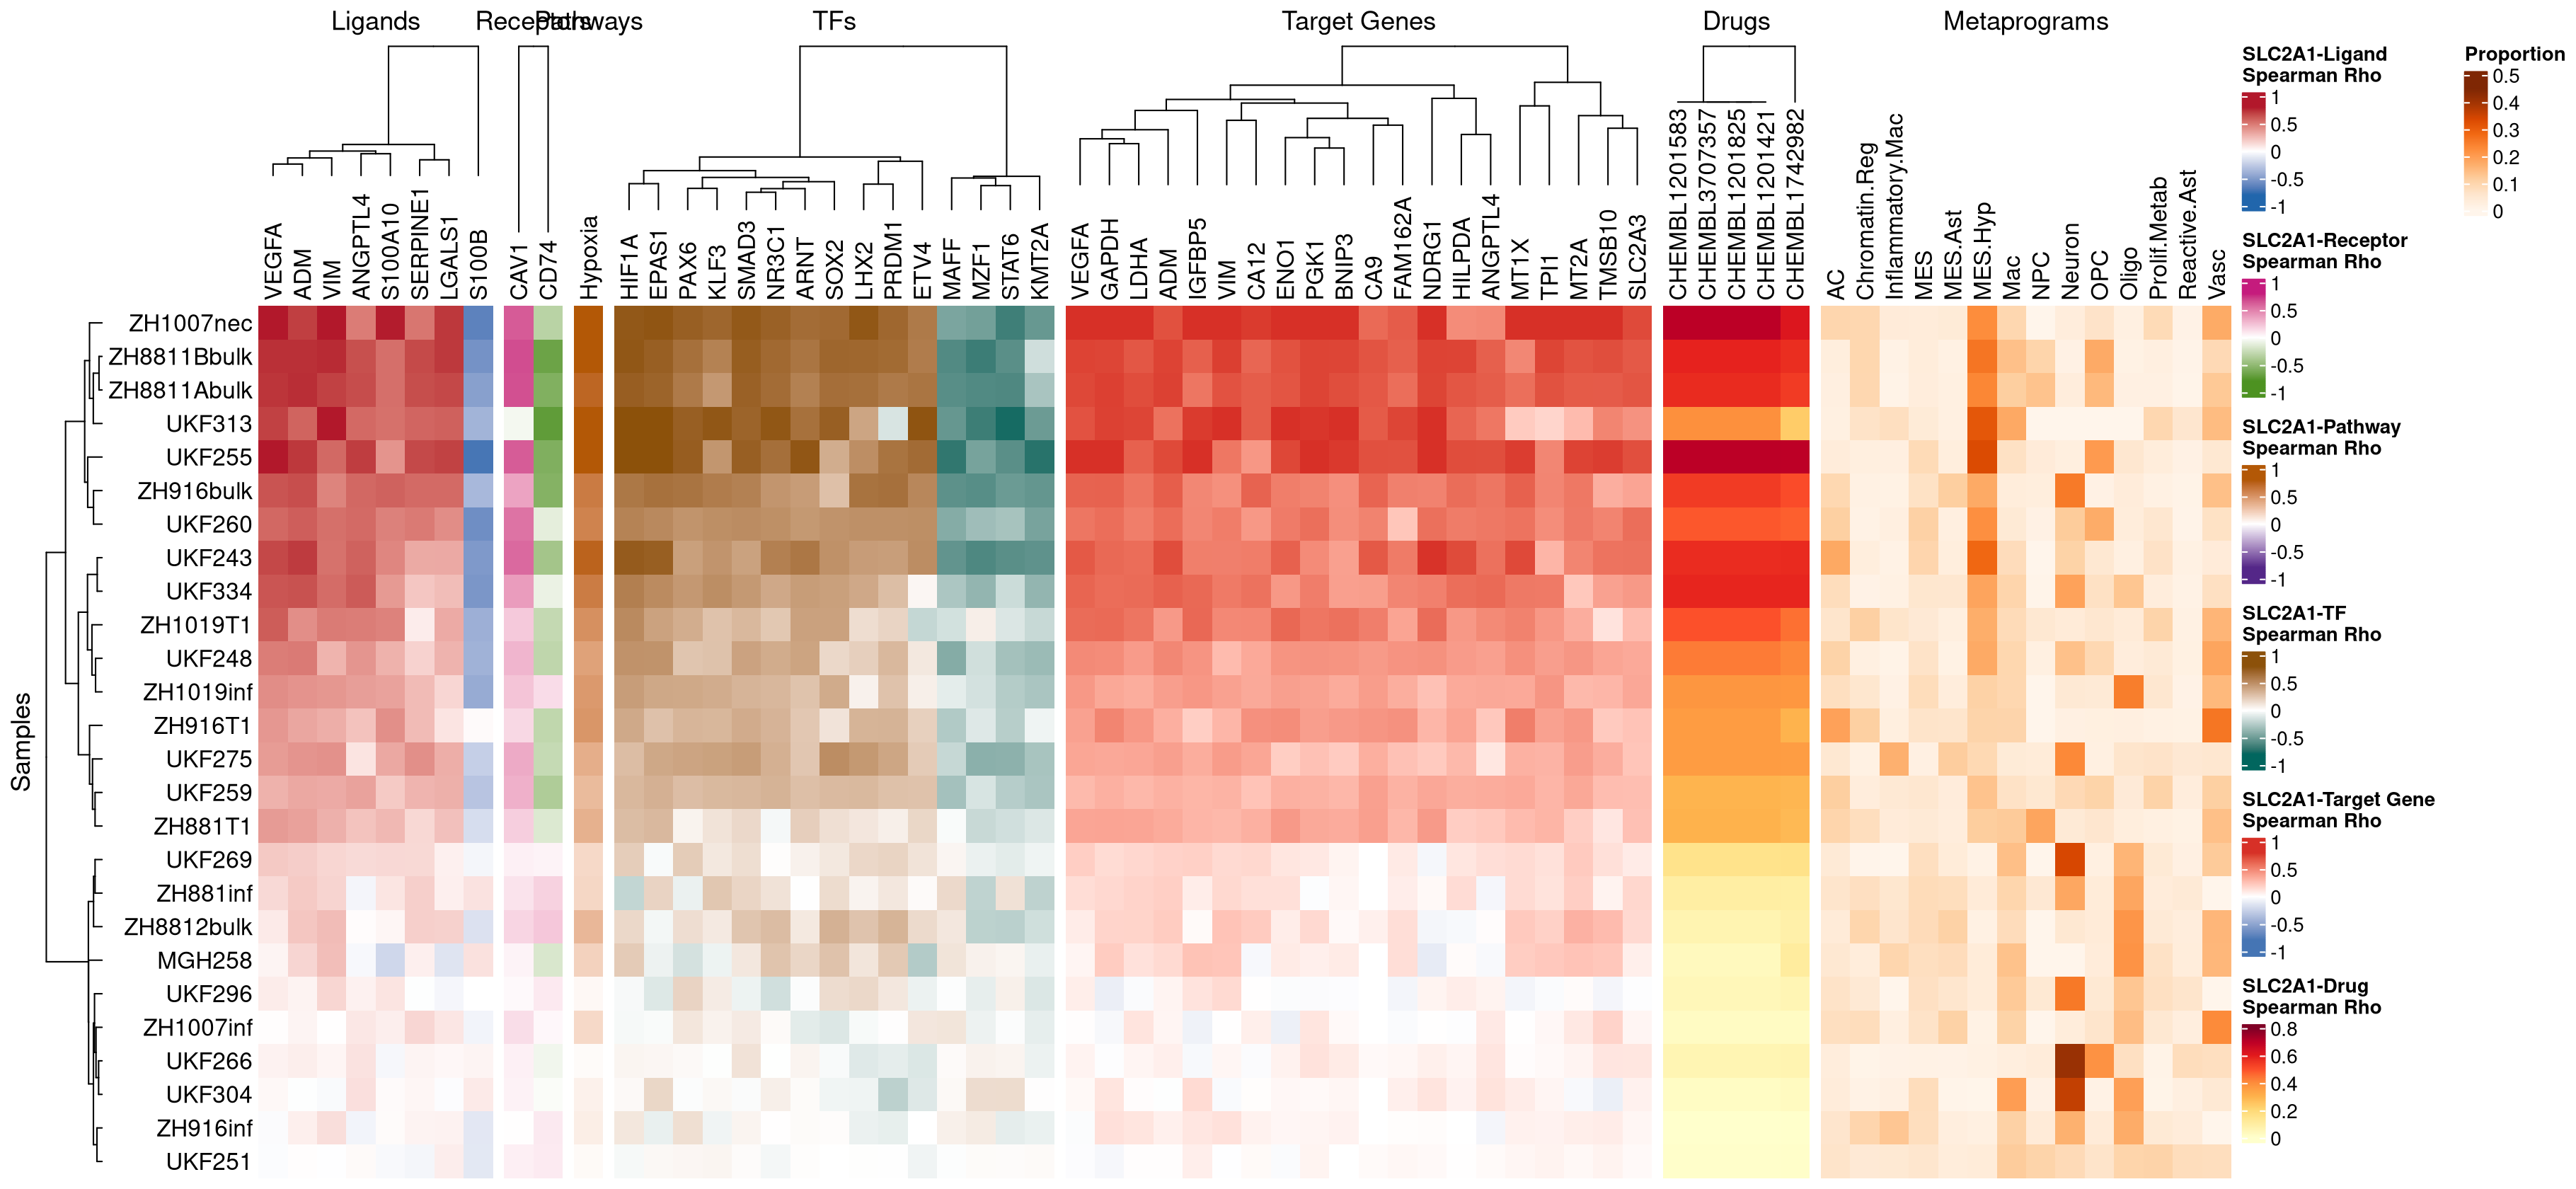 Ligands
Receptors
Pathways
TFs
Target Genes
Drugs
Metaprograms
VEGFA
ADM
VIM
ANGPTL4
S100A10
SERPINE1
LGALS1
S100B
CAV1
CD74
Hypoxia
HIF1A
EPAS1
PAX6
KLF3
SMAD3
NR3C1
ARNT
SOX2
LHX2
PRDM1
ETV4
MAFF
MZF1
STAT6
KMT2A
VEGFA
GAPDH
LDHA
ADM
IGFBP5
VIM
CA12
ENO1
PGK1
BNIP3
CA9
FAM162A
NDRG1
HILPDA
ANGPTL4
MT1X
TPI1
MT2A
TMSB10
SLC2A3
CHEMBL1201583
CHEMBL3707357
CHEMBL1201825
CHEMBL1201421
CHEMBL1742982
AC
Chromatin.Reg
Inflammatory.Mac
MES
MES.Ast
MES.Hyp
Mac
NPC
Neuron
OPC
Oligo
Prolif.Metab
Reactive.Ast
Vasc
Samples
ZH1007nec
ZH8811Bbulk
ZH8811Abulk
UKF313
UKF255
ZH916bulk
UKF260
UKF243
UKF334
ZH1019T1
UKF248
ZH1019inf
ZH916T1
UKF275
UKF259
ZH881T1
UKF269
ZH881inf
ZH8812bulk
MGH258
UKF296
ZH1007inf
UKF266
UKF304
ZH916inf
UKF251
SLC2A1-Ligand
Spearman Rho
1
0.5
0
-0.5
-1
SLC2A1-Receptor
Spearman Rho
1
0.5
0
-0.5
-1
SLC2A1-Pathway
Spearman Rho
1
0.5
0
-0.5
-1
SLC2A1-TF
Spearman Rho
1
0.5
0
-0.5
-1
SLC2A1-Target Gene
Spearman Rho
1
0.5
0
-0.5
-1
SLC2A1-Drug
Spearman Rho
0.8
0.6
0.4
0.2
0
Proportion
0.5
0.4
0.3
0.2
0.1
0